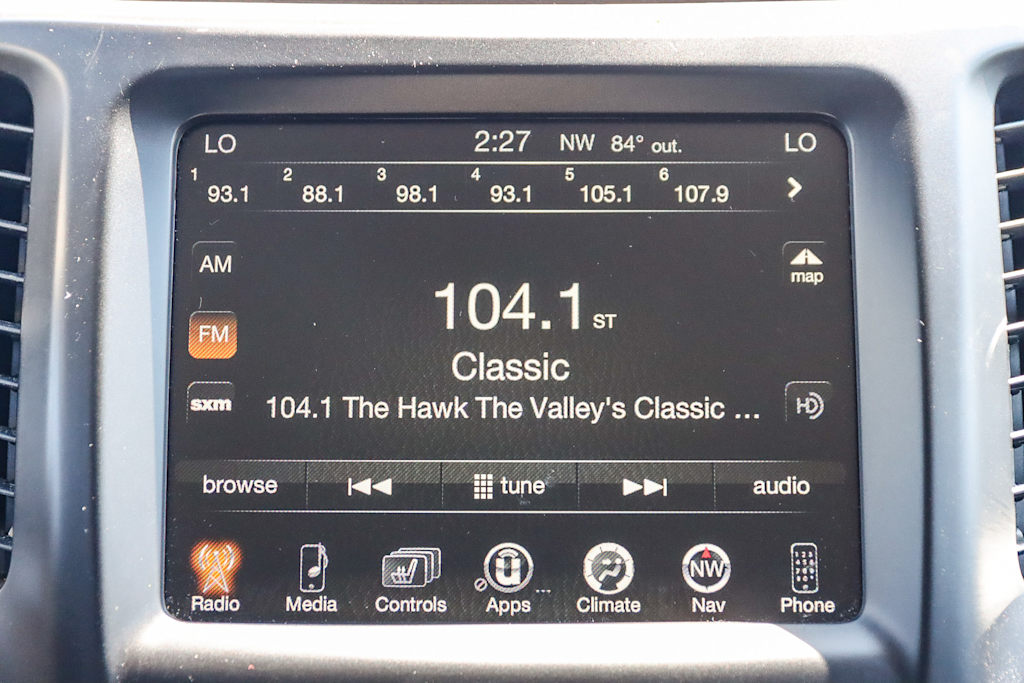 LO 2:27 NW 84° out. LO
1 93.1 2 88.1 3 98.1 4 93.1 5 105.1 6 107.9
AM map
104.1 ST
FM
Classic
sxm 104.1 The Hawk The Valley's Classic ... HD
browse tune audio
NW
Radio Media Controls Apps Climate Nav Phone